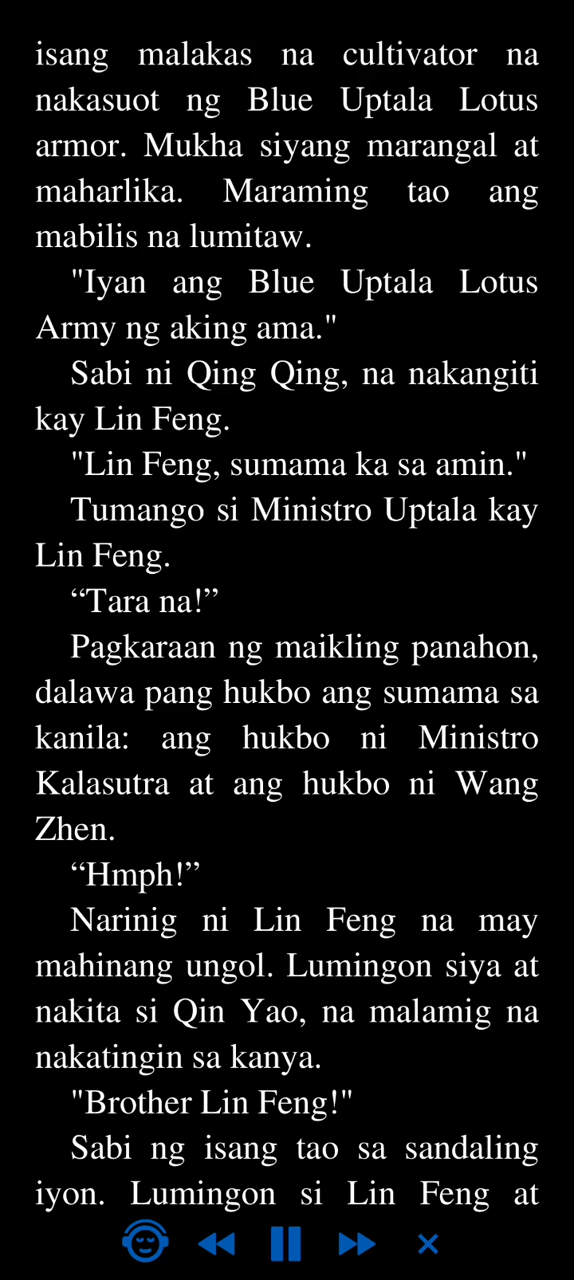 isang malakas na cultivator na
nakasuot ng Blue Uptala Lotus
armor. Mukha siyang marangal at
maharlika. Maraming tao ang
mabilis na lumitaw.
"Iyan ang Blue Uptala Lotus
Army ng aking ama."
Sabi ni Qing Qing, na nakangiti
kay Lin Feng.
"Lin Feng, sumama ka sa amin."
Tumango si Ministro Uptala kay
Lin Feng.
“Tara na!”
Pagkaraan ng maikling panahon,
dalawa pang hukbo ang sumama sa
kanila: ang hukbo ni Ministro
Kalasutra at ang hukbo ni Wang
Zhen.
“Hmph!”
Narinig ni Lin Feng na may
mahinang ungol. Lumingon siya at
nakita si Qin Yao, na malamig na
nakatingin sa kanya.
"Brother Lin Feng!"
Sabi ng isang tao sa sandaling
iyon. Lumingon si Lin Feng at